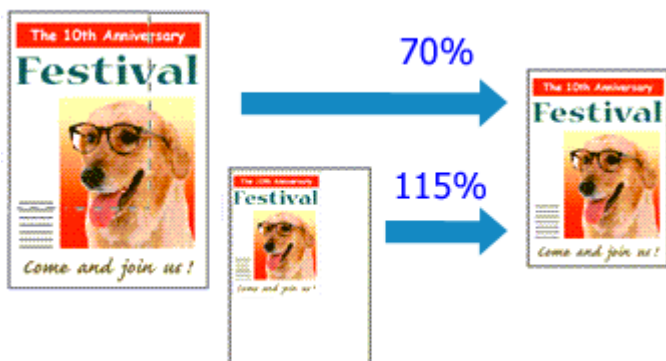 The 10th Anniversary
Festival
Come and join us!
70%
The 10th Anniversary
Festival
Come and join us!
115%
The 10th Anniversary
Festival
Come and join us!